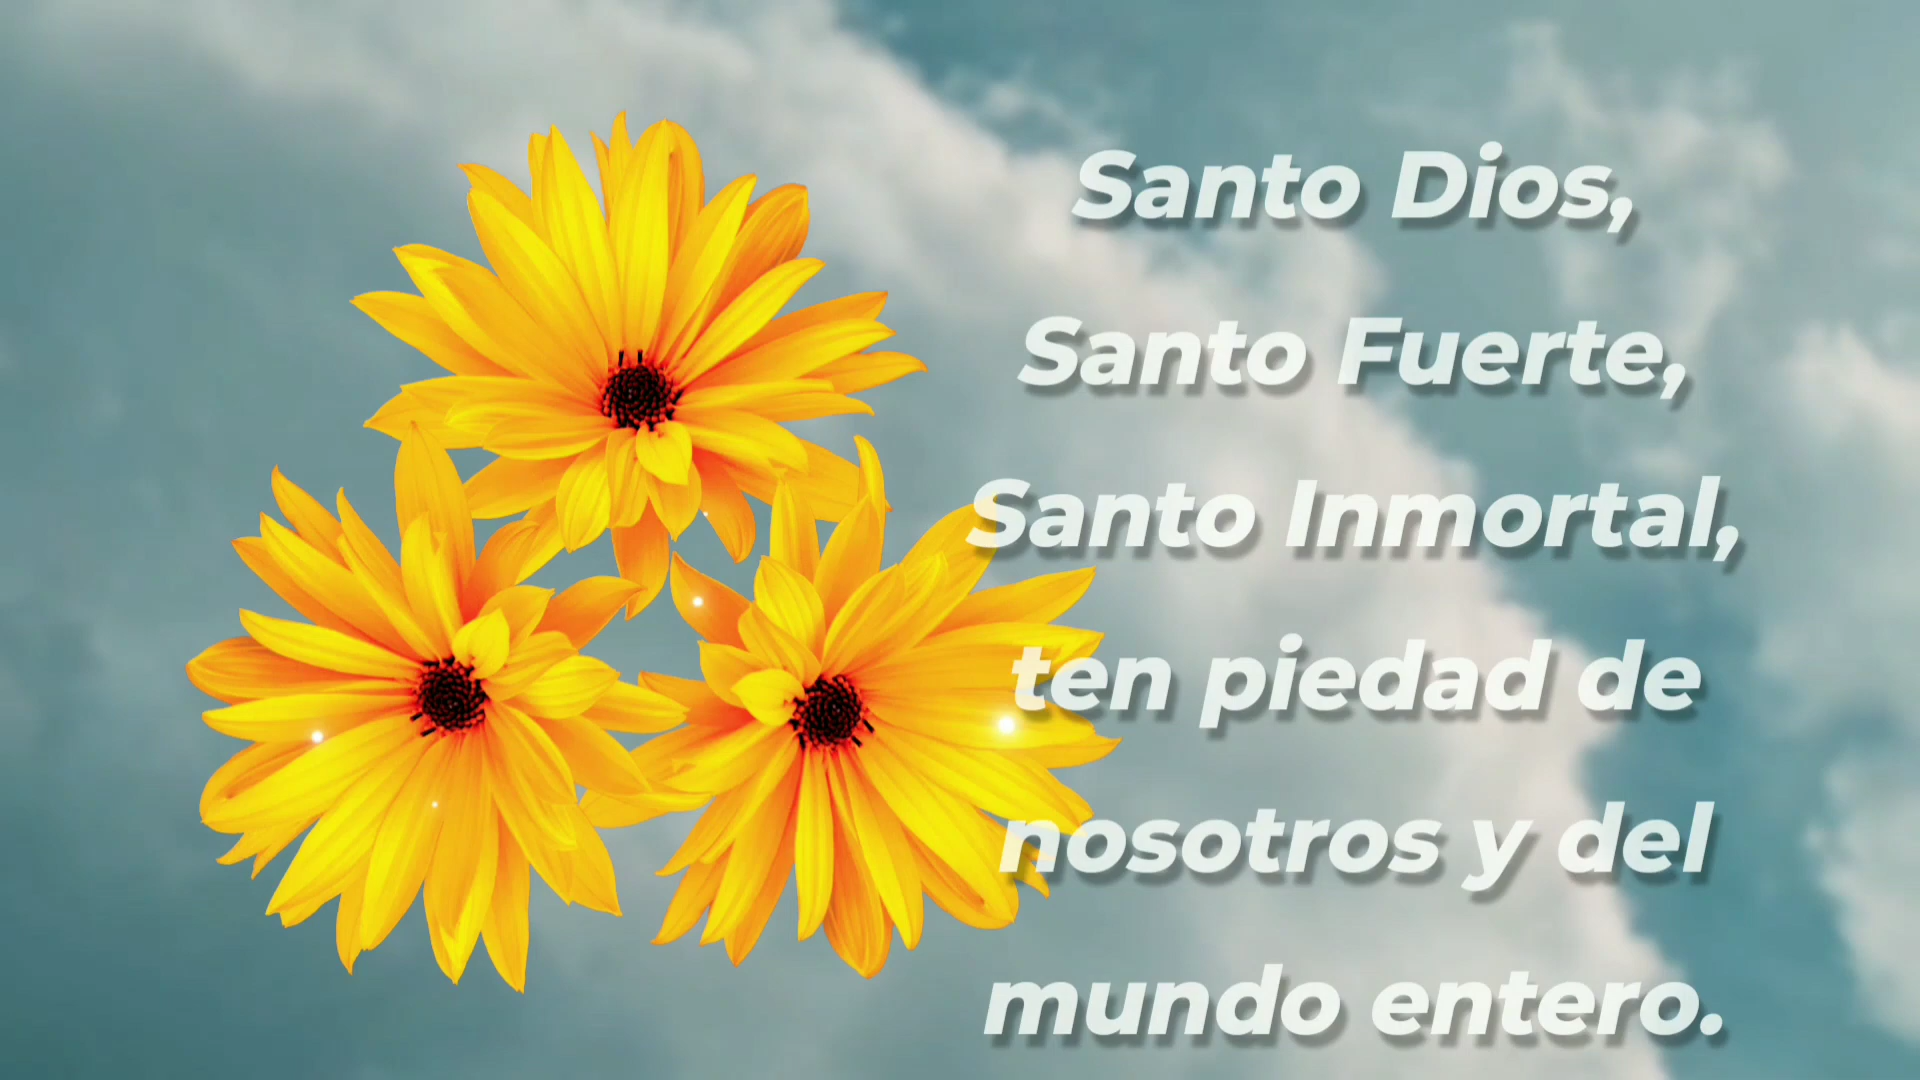 Santo Dios,
Santo Fuerte,
Santo Inmortal,
ten piedad de
nosotros y del
mundo entero.